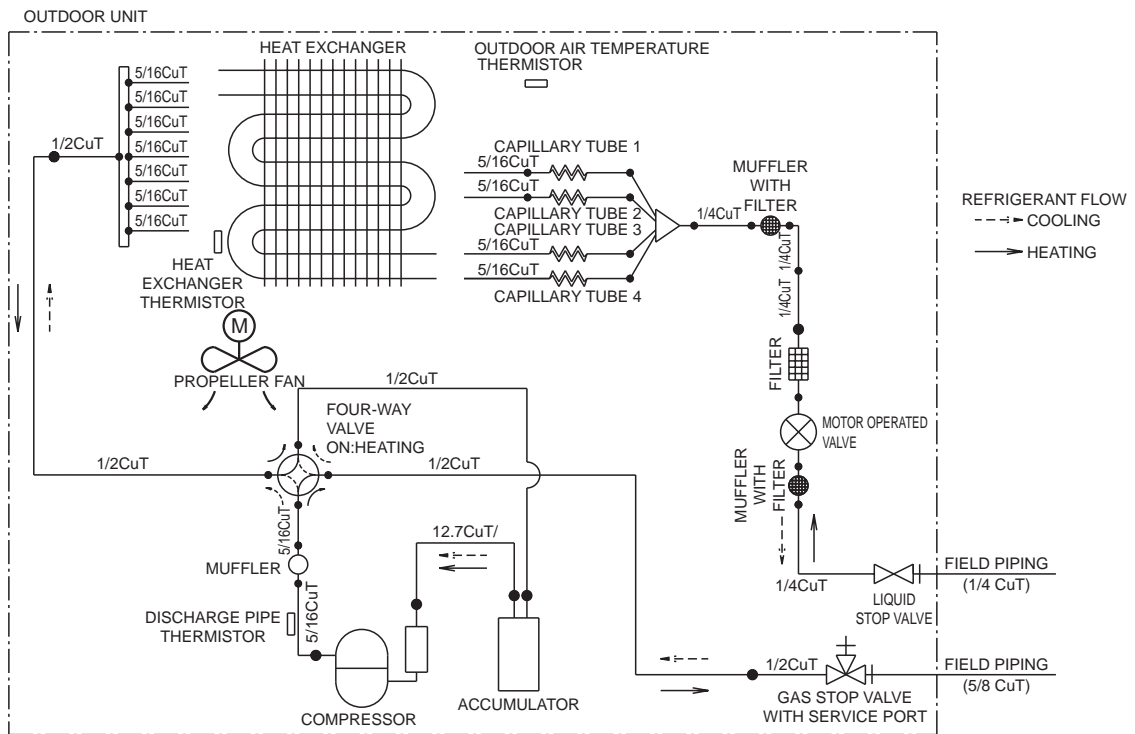 OUTDOOR UNIT
HEAT EXCHANGER
OUTDOOR AIR TEMPERATURE
THERMISTOR
5/16CuT
5/16CuT
5/16CuT
5/16CuT
5/16CuT
5/16CuT
5/16CuT
1/2CuT
HEAT
EXCHANGER
THERMISTOR
M
PROPELLER FAN
CAPILLARY TUBE 1
5/16CuT
5/16CuT
CAPILLARY TUBE 2
CAPILLARY TUBE 3
5/16CuT
5/16CuT
CAPILLARY TUBE 4
1/4CuT
MUFFLER
WITH
FILTER
1/4CuT
1/4CuT
1/4CuT
FILTER
MOTOR OPERATED
VALVE
MUFFLER
WITH
FILTER
1/4CuT
LIQUID
STOP VALVE
FIELD PIPING
(1/4 CuT)
REFRIGERANT FLOW
COOLING
HEATING
1/2CuT
FOUR-WAY
VALVE
ON:HEATING
1/2CuT
1/2CuT
5/16CuT
MUFFLER
12.7CuT/
DISCHARGE PIPE
THERMISTOR
5/16CuT
COMPRESSOR
ACCUMULATOR
1/2CuT
GAS STOP VALVE
WITH SERVICE PORT
FIELD PIPING
(5/8 CuT)